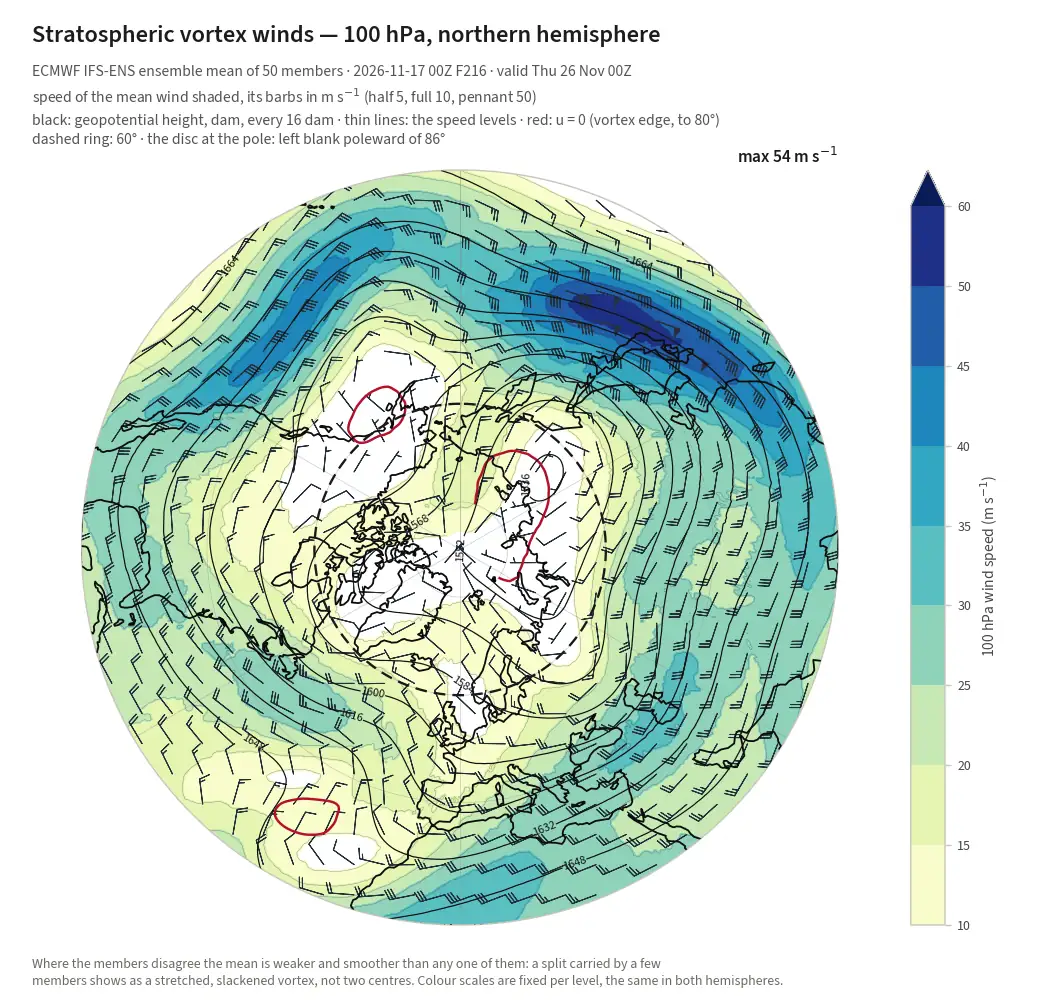 Stratospheric vortex winds — 100 hPa, northern hemisphere
ECMWF IFS-ENS ensemble mean of 50 members · 2026-11-17 00Z F216 · valid Thu 26 Nov 00Z
speed of the mean wind shaded, its barbs in m s⁻¹ (half 5, full 10, pennant 50)
black: geopotential height, dam, every 16 dam · thin lines: the speed levels · red: u = 0 (vortex edge, to 80°)
dashed ring: 60° · the disc at the pole: left blank poleward of 86°
max 54 m s⁻¹
1664
1664
1568
1600
1616
1632
1648
60
50
45
40
35
30
25
20
15
10
100 hPa wind speed (m s⁻¹)
Where the members disagree the mean is weaker and smoother than any one of them: a split carried by a few
members shows as a stretched, slackened vortex, not two centres. Colour scales are fixed per level, the same in both hemispheres.